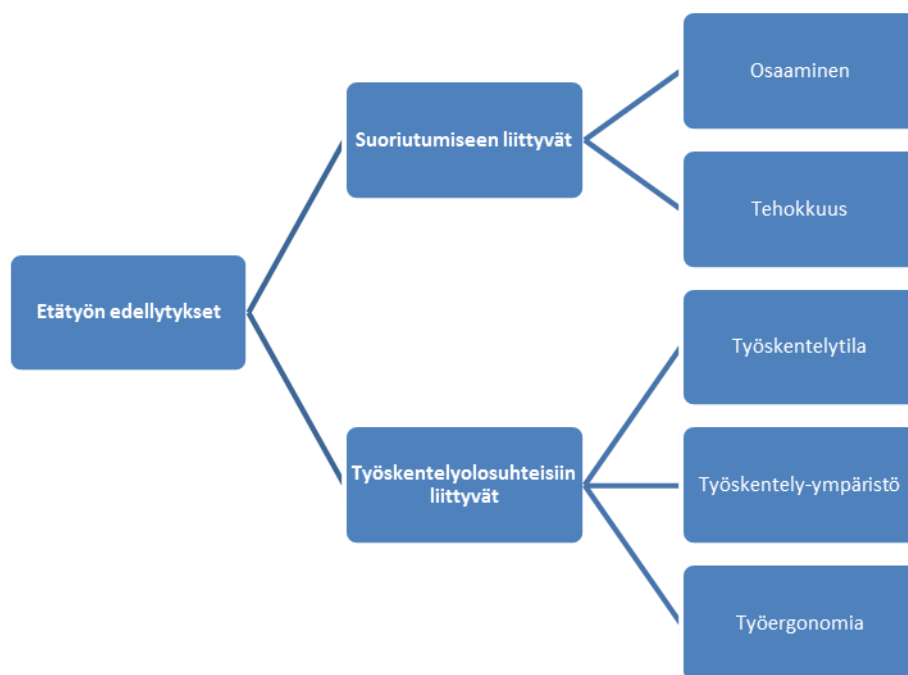 Osaaminen
Suoriutumiseen liittyvät
Tehokkuus
Etätyön edellytykset
Työskentelytila
Työskentelyolosuhteisiin
liittyvät
Työskentely-ympäristö
Työergonomia